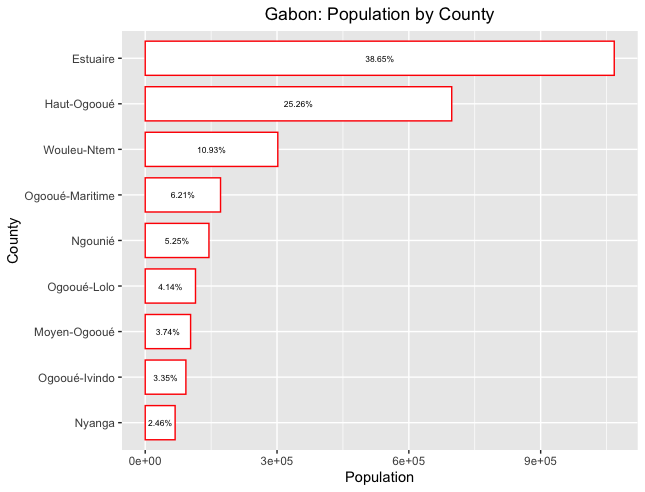 Gabon: Population by County
County
Estuaire 38.65%
Haut-Ogooué 25.26%
Wouleu-Ntem 10.93%
Ogooué-Maritime 6.21%
Ngounié 5.25%
Ogooué-Lolo 4.14%
Moyen-Ogooué 3.74%
Ogooué-Ivindo 3.35%
Nyanga 2.46%
0e+00 3e+05 6e+05 9e+05
Population